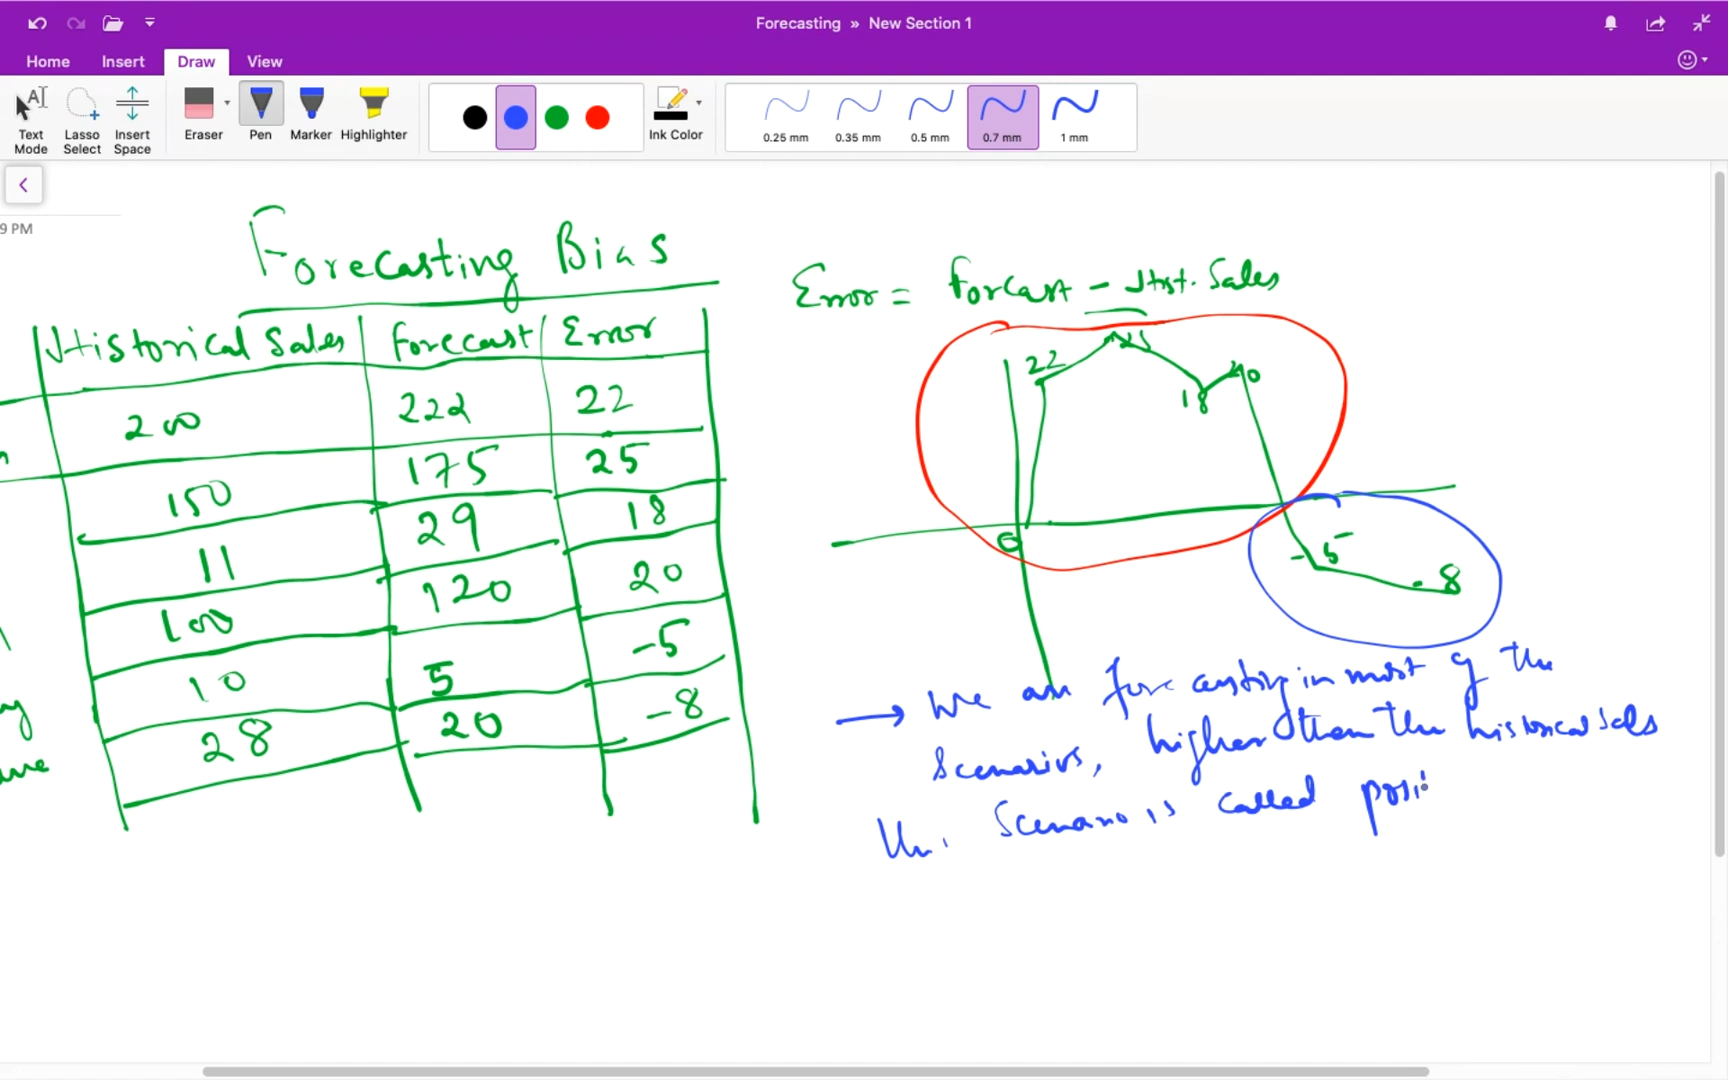 Forecasting » New Section 1
Home Insert Draw View
Text Mode
Lasso Select
Insert Space
Eraser
Pen
Marker
Highlighter
Ink Color
0.25 mm 0.35 mm 0.5 mm 0.7 mm 1 mm
9 PM
Forecasting Bias
Historical Sales Forecast Error
200 222 22
150 175 25
11 29 18
100 120 20
10 5 -5
28 20 -8
Error = Forcast - Hist. Sales
22 25
18 20
0
-5
-8
We are forecasting in most of the
Scenarios, higher than the historical Sales
Scenario is called posi